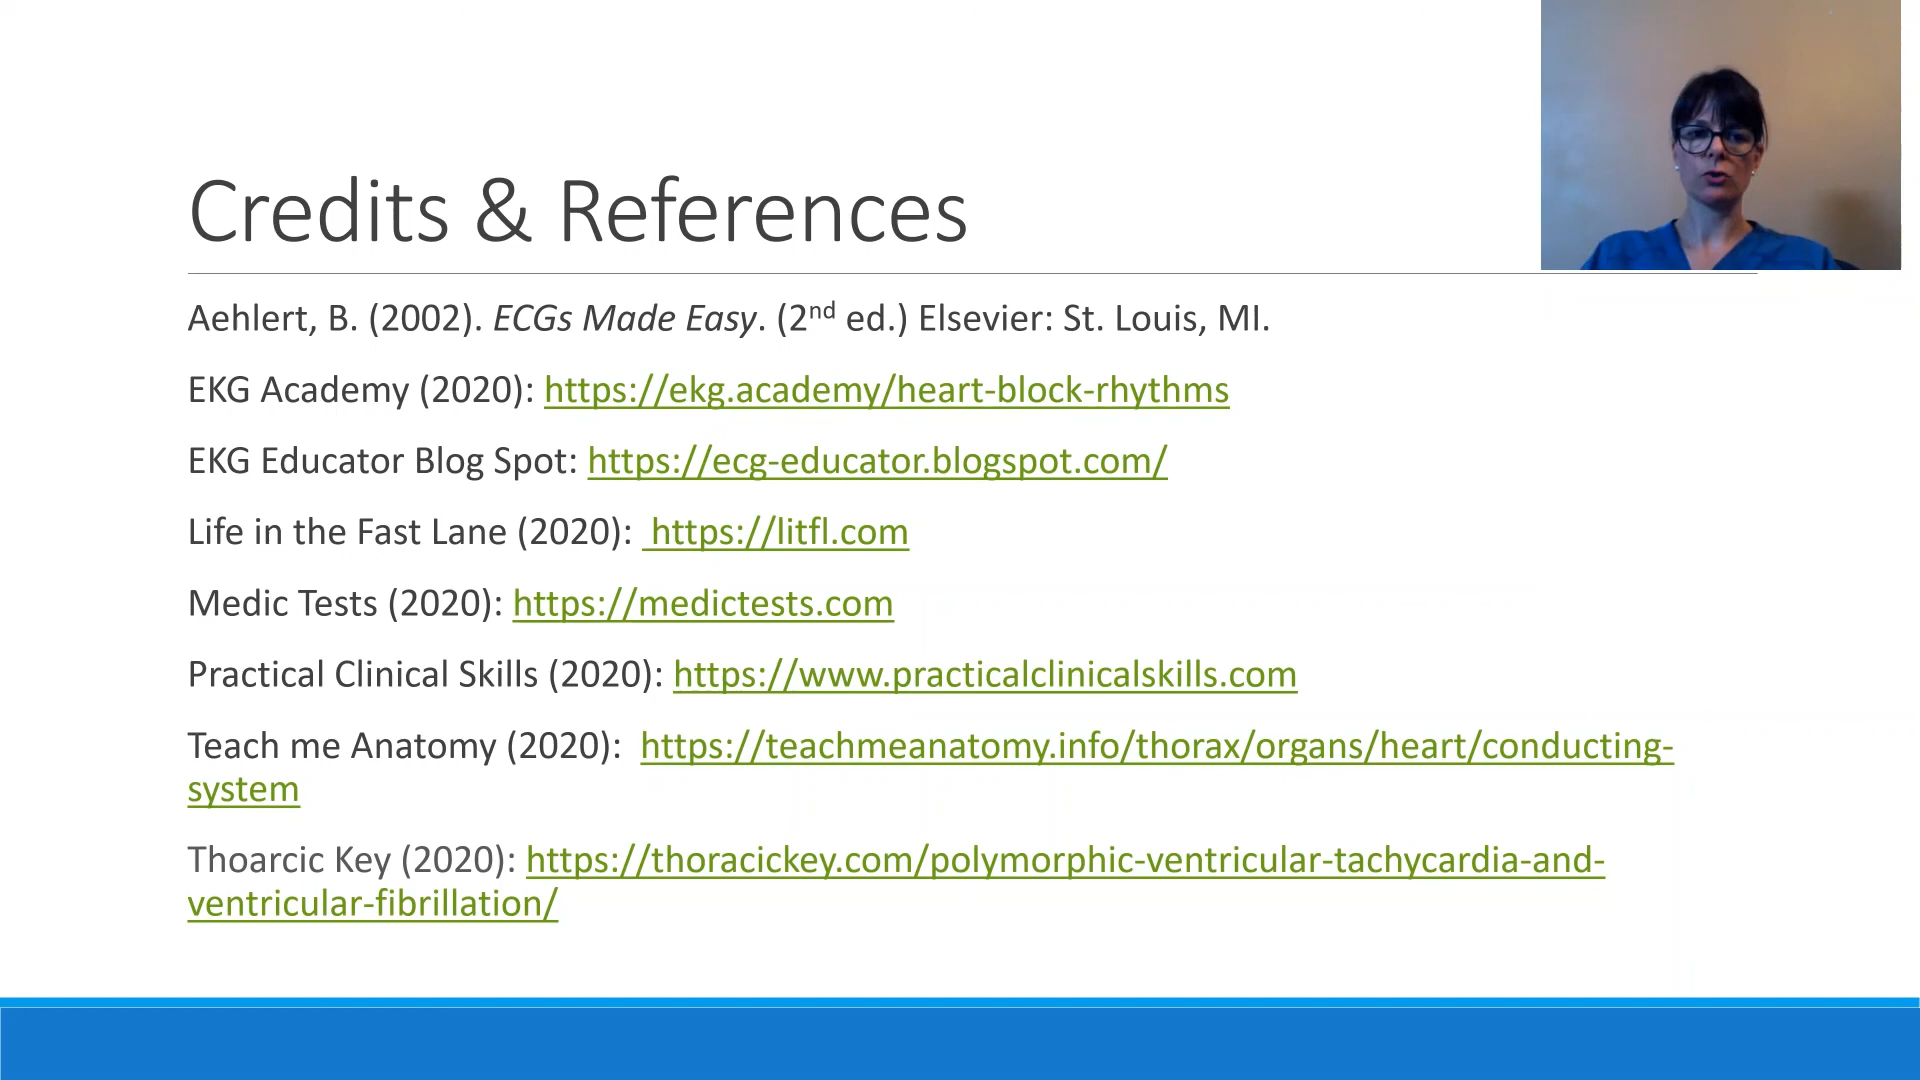 Credits & References
Aehlert, B. (2002). ECGs Made Easy. (2nd ed.) Elsevier: St. Louis, MI.
EKG Academy (2020): https://ekg.academy/heart-block-rhythms
EKG Educator Blog Spot: https://ecg-educator.blogspot.com/
Life in the Fast Lane (2020):  https://litfl.com
Medic Tests (2020): https://medictests.com
Practical Clinical Skills (2020): https://www.practicalclinicalskills.com
Teach me Anatomy (2020):  https://teachmeanatomy.info/thorax/organs/heart/conducting-
system
Thoarcic Key (2020): https://thoracickey.com/polymorphic-ventricular-tachycardia-and-
ventricular-fibrillation/